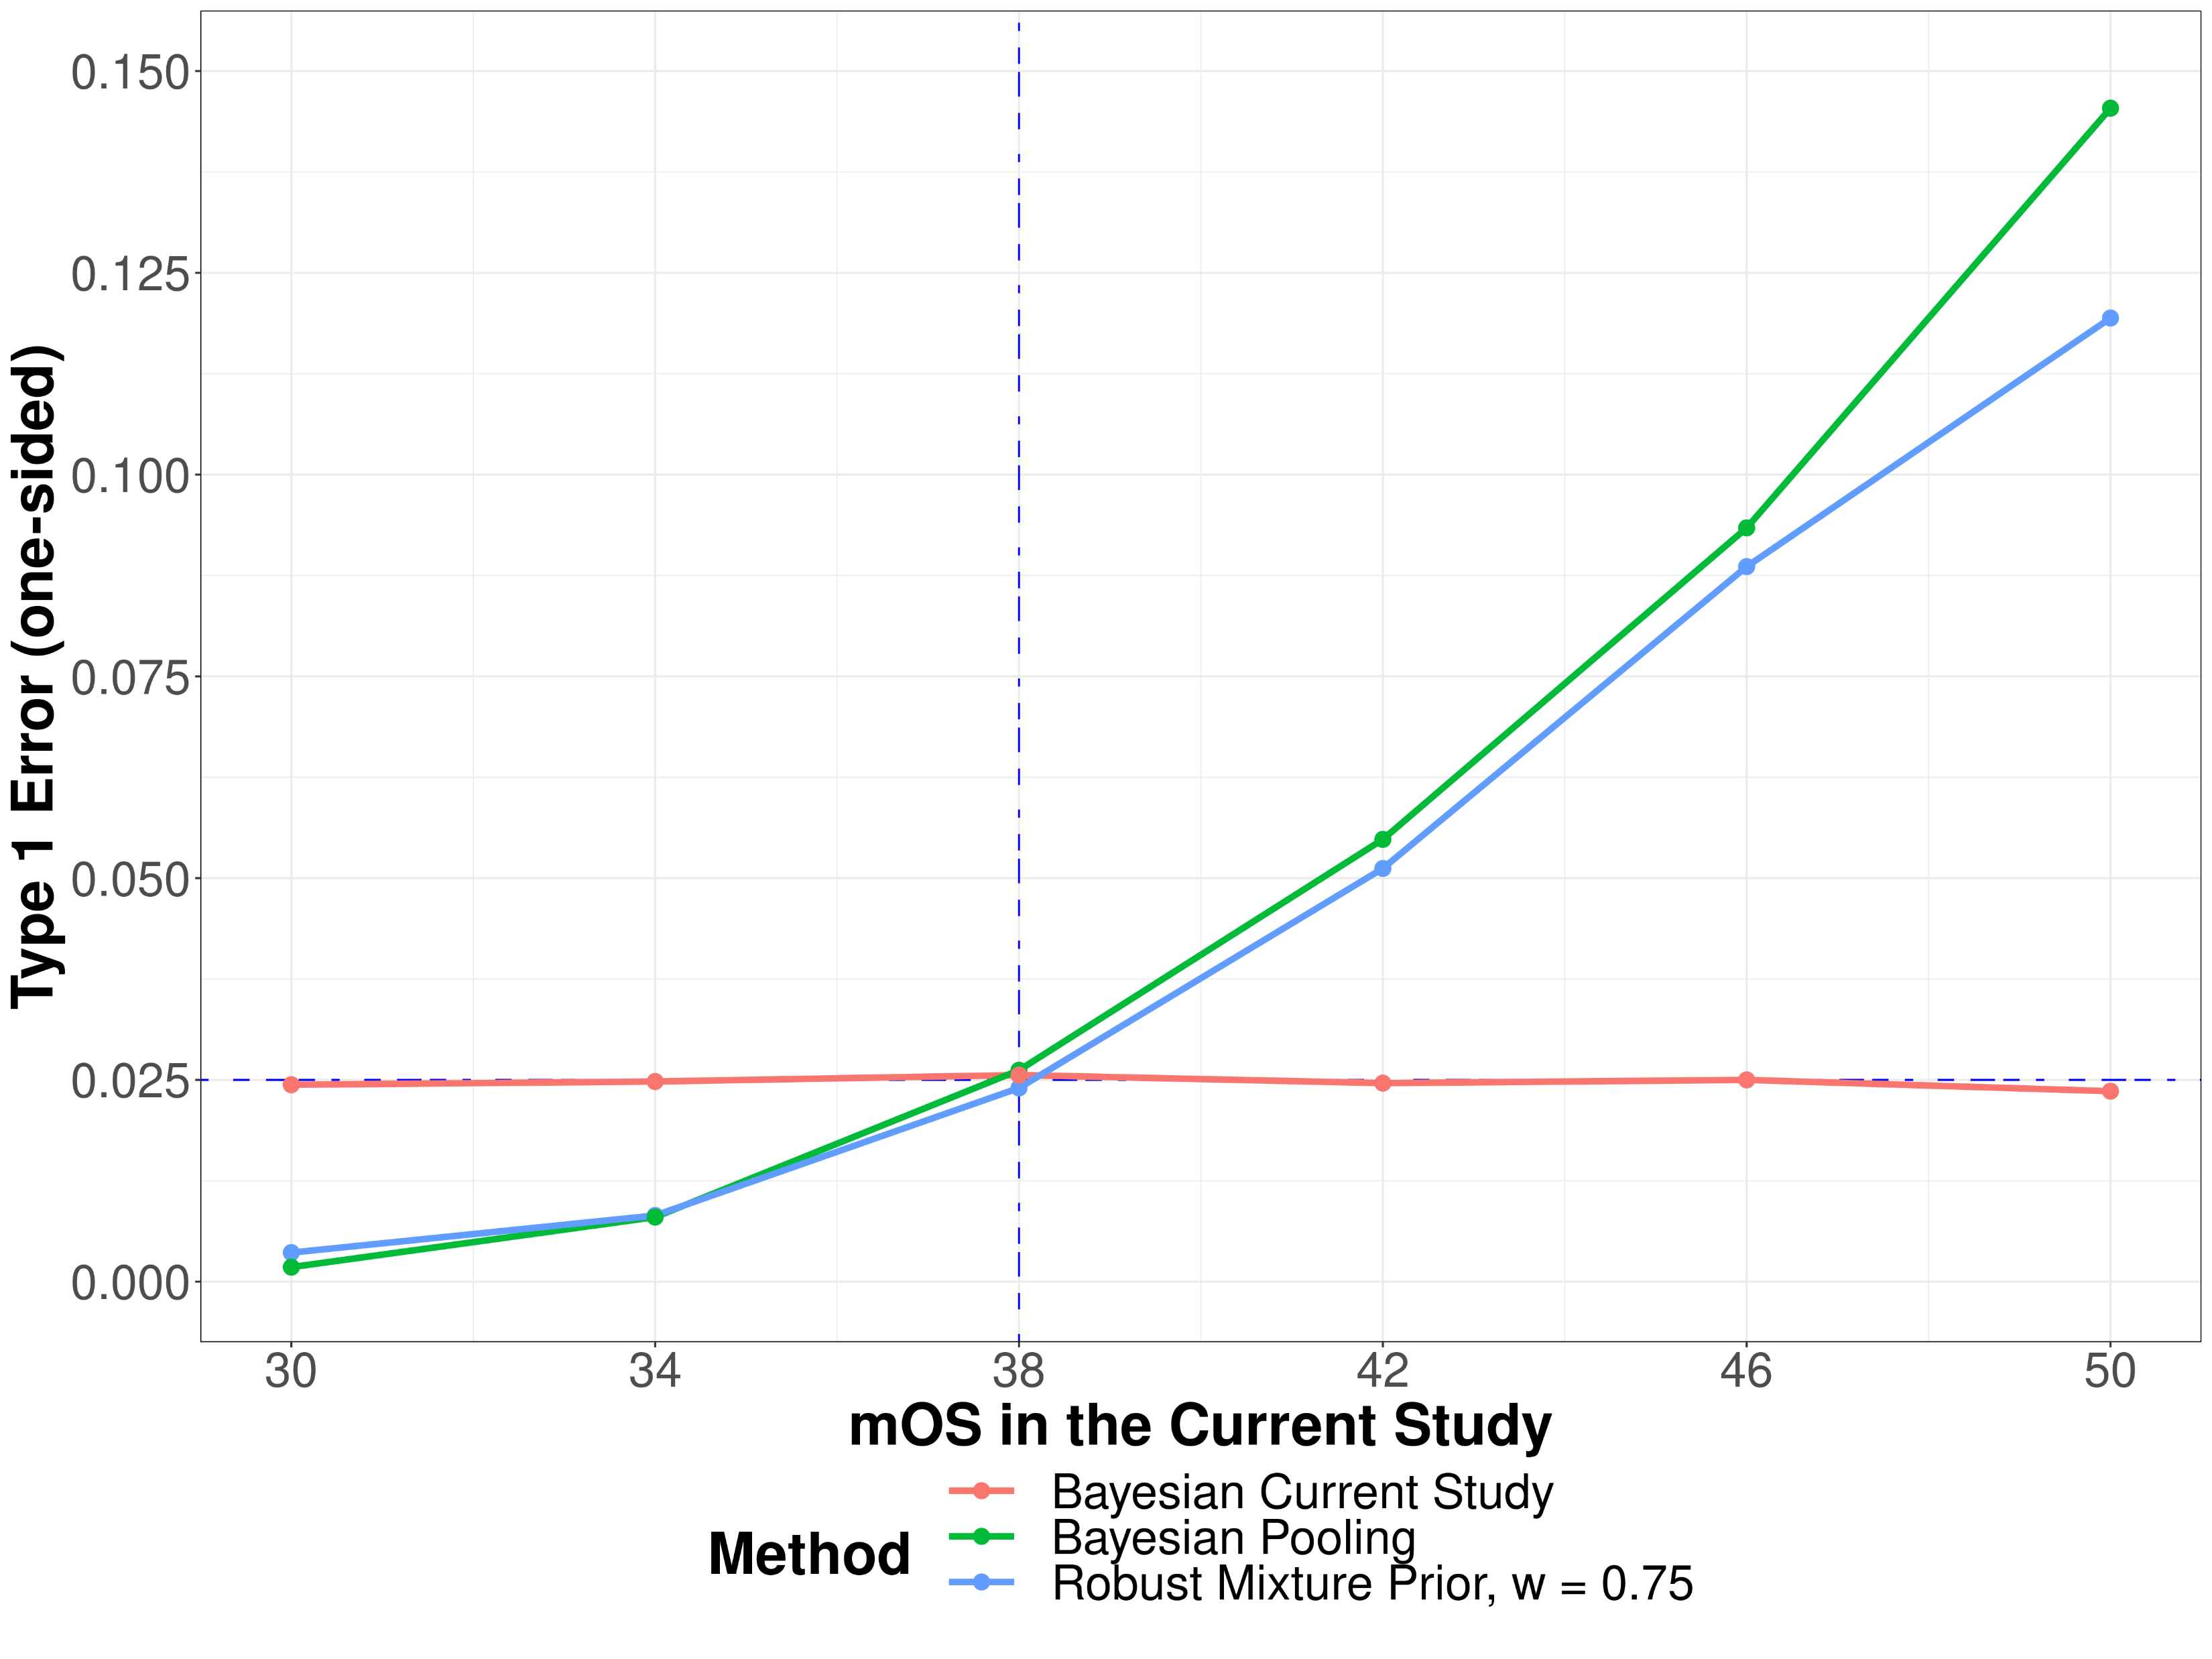 Type 1 Error (one-sided)
0.150
0.125
0.100
0.075
0.050
0.025
0.000
30 34 38 42 46 50
mOS in the Current Study
Method
Bayesian Current Study
Bayesian Pooling
Robust Mixture Prior, w = 0.75